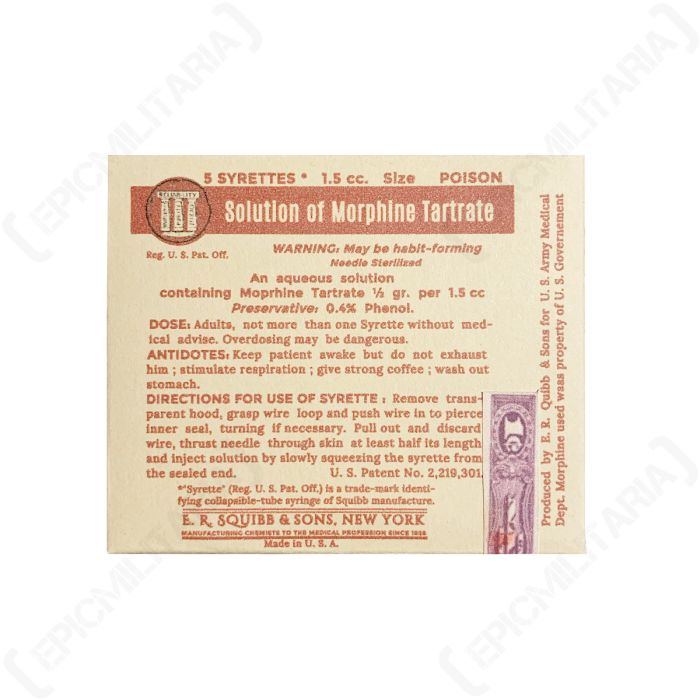 5 SYRETTES * 1.5 cc. Size POISON
RELIABILITY
Solution of Morphine Tartrate
Reg. U. S. Pat. Off.
WARNING: May be habit-forming
Needle Sterilized
An aqueous solution
containing Moprhine Tartrate ½ gr. per 1.5 cc
Preservative: 0.4% Phenol.
DOSE: Adults, not more than one Syrette without med-
ical advise. Overdosing may be dangerous.
ANTIDOTES: Keep patient awake but do not exhaust
him ; stimulate respiration ; give strong coffee ; wash out
stomach.
DIRECTIONS FOR USE OF SYRETTE : Remove trans-
parent hood, grasp wire loop and push wire in to pierce
inner seal, turning if necessary. Pull out and discard
wire, thrust needle through skin at least half its length
and inject solution by slowly squeezing the syrette from
the sealed end. U. S. Patent No. 2,219,301.
*"Syrette" (Reg. U. S. Pat. Off.) is a trade-mark identi-
fying collapsible-tube syringe of Squibb manufacture.
E. R. SQUIBB & SONS, NEW YORK
MANUFACTURING CHEMISTS TO THE MEDICAL PROFESSION SINCE 1858
Made in U. S. A.
Produced by E. R. Quibb & Sons for U. S. Army Medical
Dept. Morphine used waas property of U. S. Governement
(EPICMILITARIA)
(EPICMILITARIA)
(EPICMILITARIA)
(EPICMILITARIA)
(EPICMILITARIA)